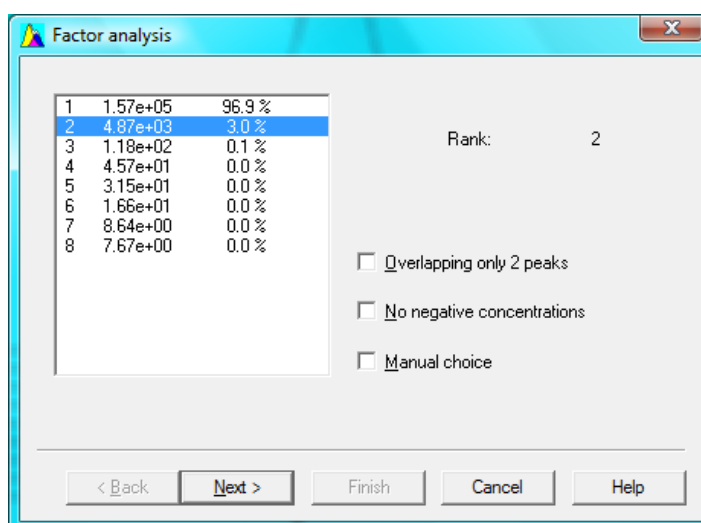 Factor analysis
1 1.57e+05 96.9 %
2 4.87e+03 3.0 %
3 1.18e+02 0.1 %
4 4.57e+01 0.0 %
5 3.15e+01 0.0 %
6 1.66e+01 0.0 %
7 8.64e+00 0.0 %
8 7.67e+00 0.0 %
Rank: 2
Overlapping only 2 peaks
No negative concentrations
Manual choice
< Back Next > Finish Cancel Help